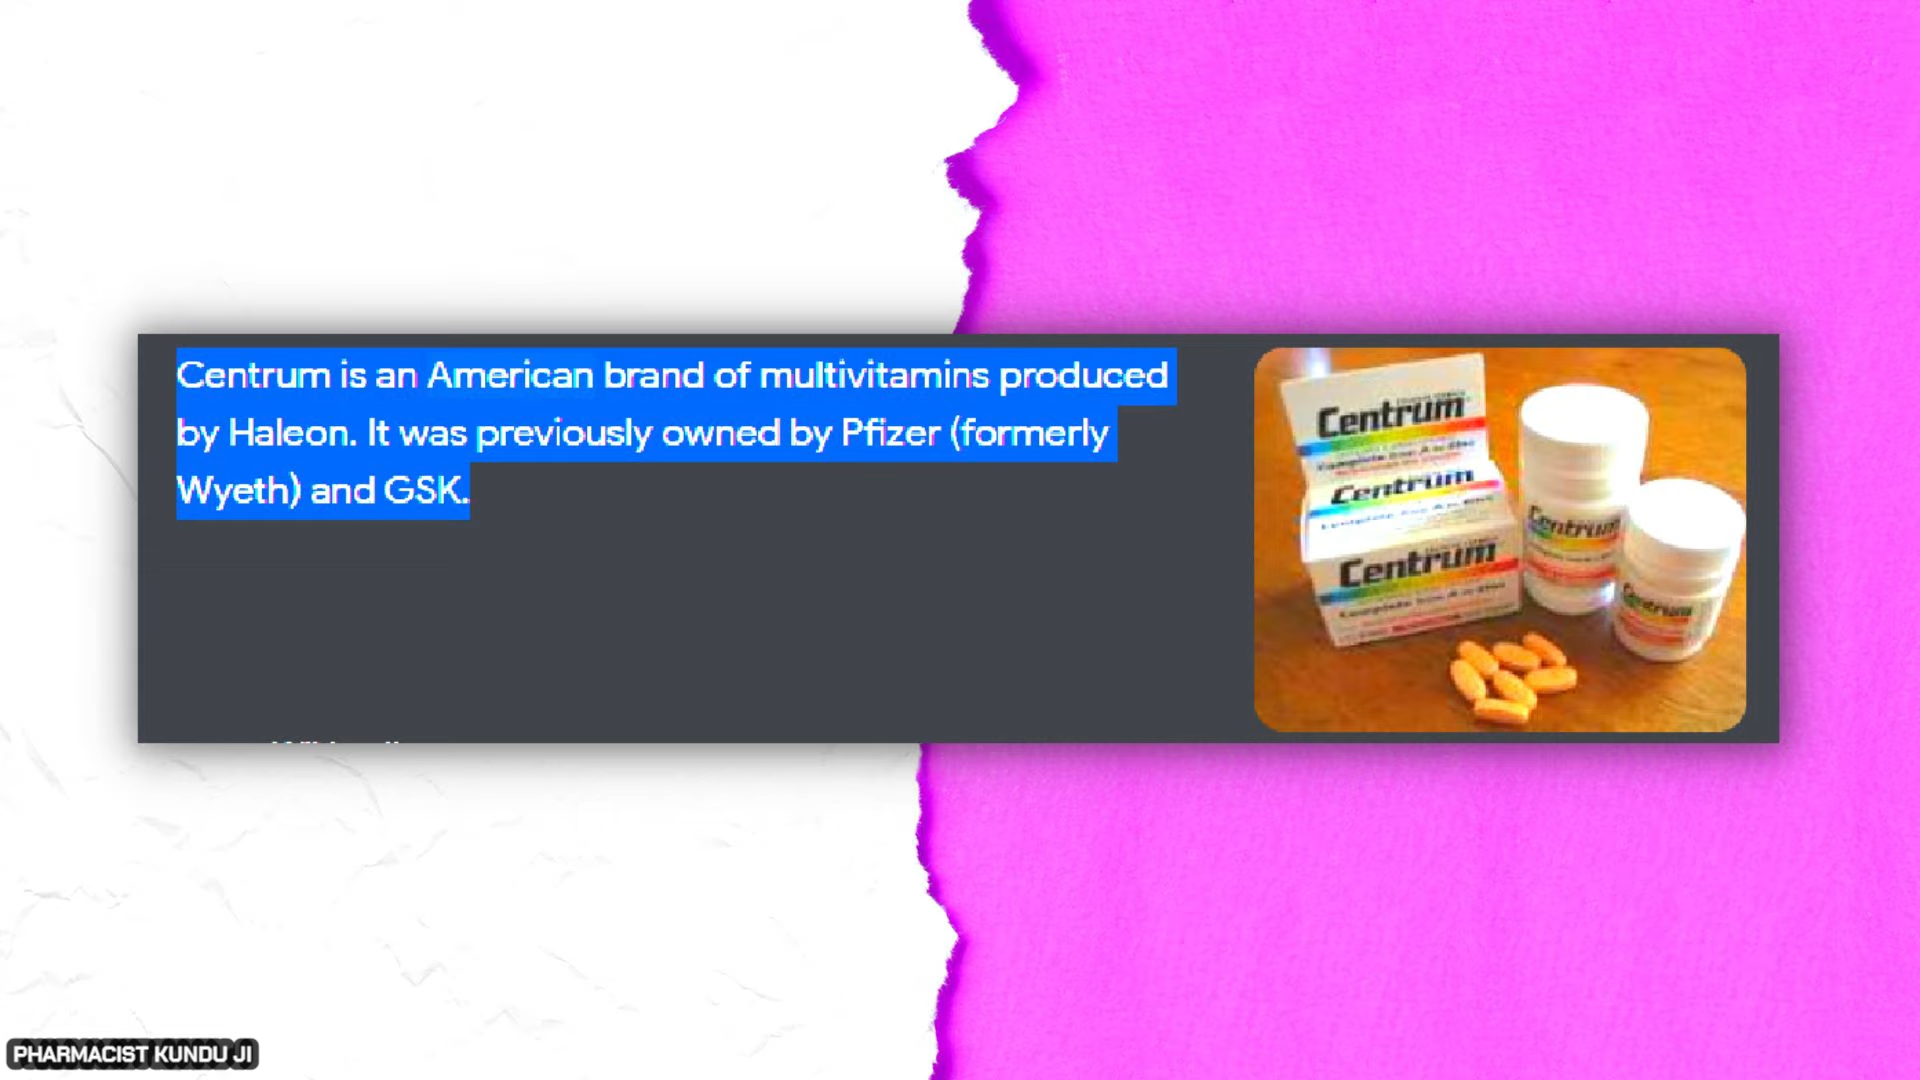 Centrum is an American brand of multivitamins produced
by Haleon. It was previously owned by Pfizer (formerly
Wyeth) and GSK.
Centrum
Centrum
Centrum
Centrum
Centrum
PHARMACIST KUNDU JI